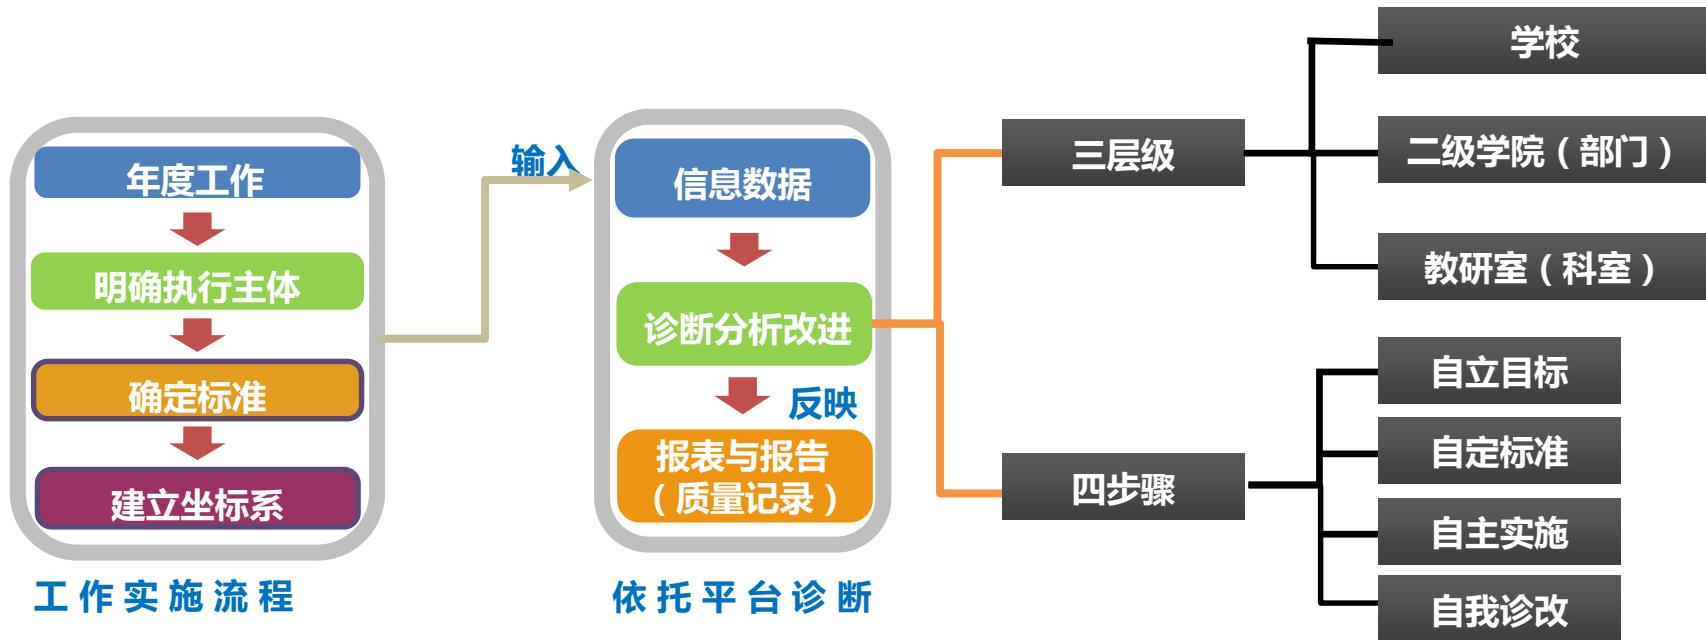 年度工作
明确执行主体
确定标准
建立坐标系
工作实施流程
输入
信息数据
诊断分析改进
反映
报表与报告
（质量记录）
依托平台诊断
三层级
学校
二级学院（部门）
教研室（科室）
四步骤
自立目标
自定标准
自主实施
自我诊改